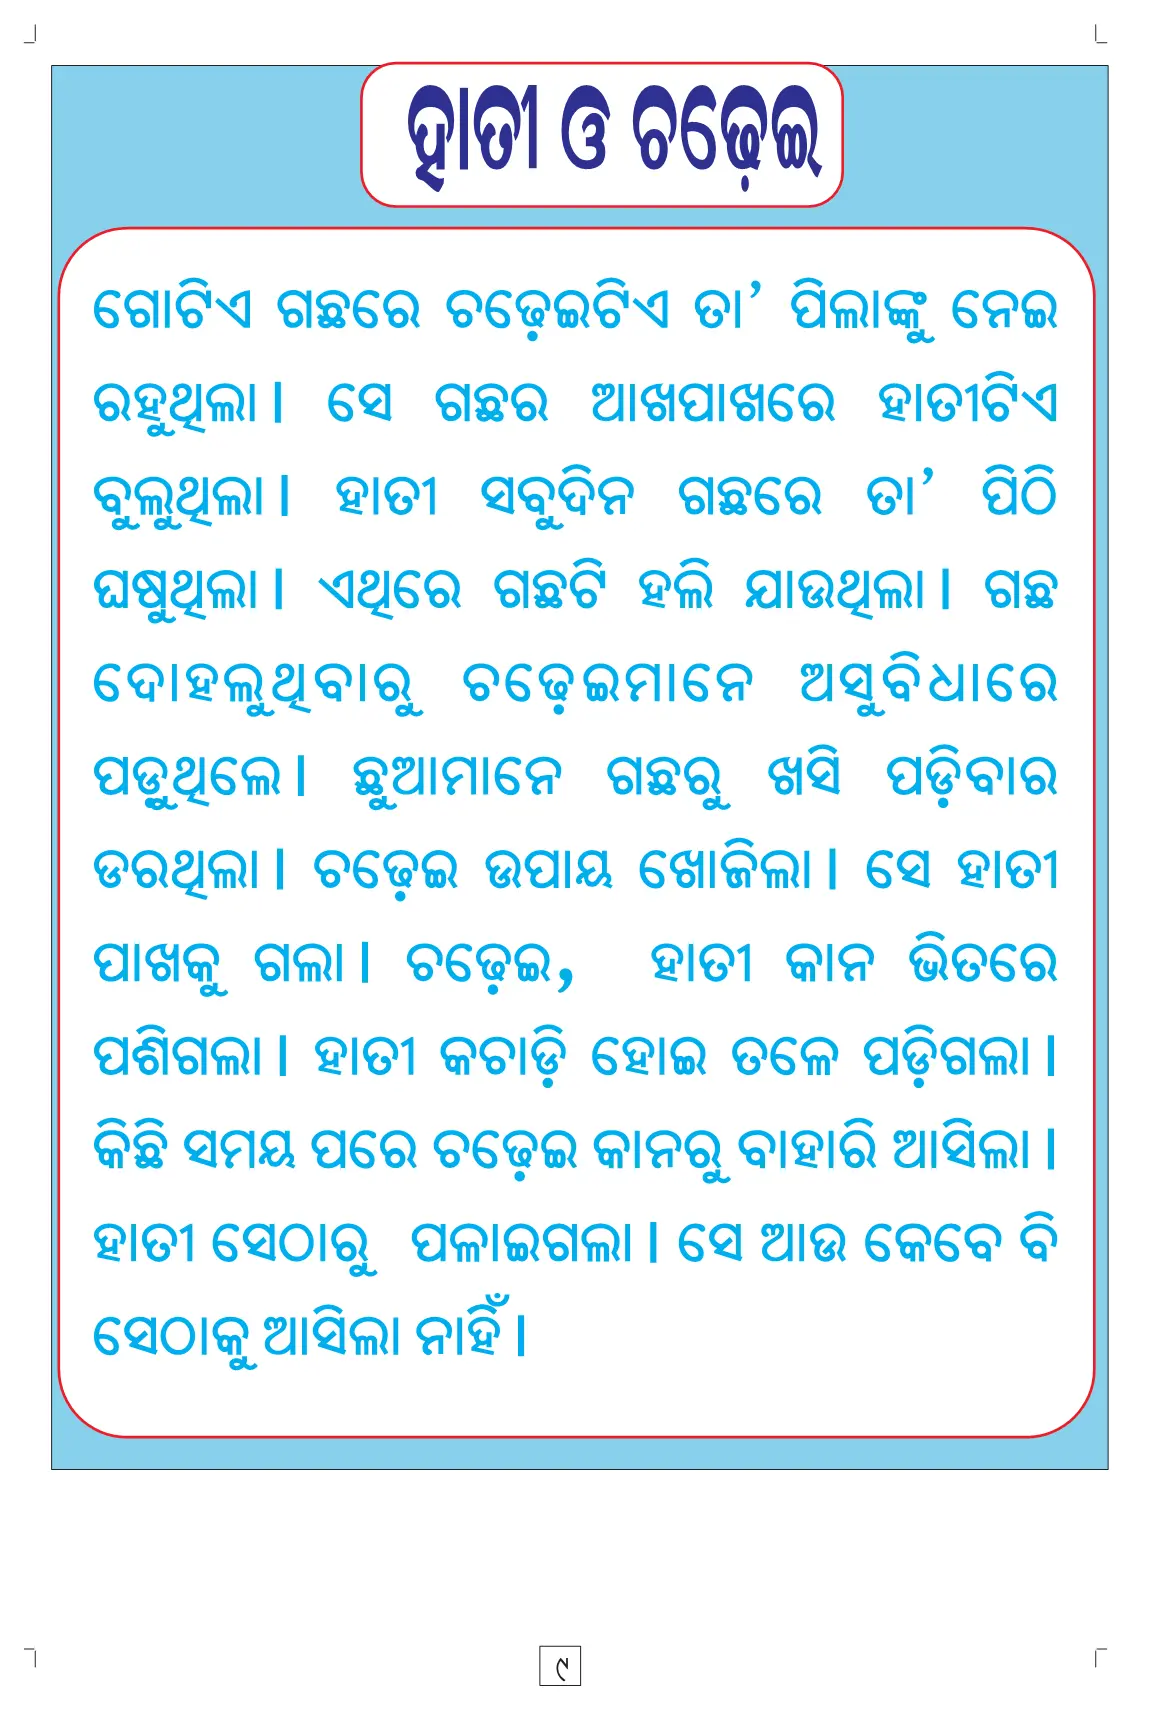 ହାତୀ ଓ ଚଢ଼େଇ
ଗୋଟିଏ ଗଛରେ ଚଢ଼େଇଟିଏ ତା’ ପିଲାଙ୍କୁ ନେଇ
ରହୁଥିଲା। ସେ ଗଛର ଆଖପାଖରେ ହାତୀଟିଏ
ବୁଲୁଥିଲା। ହାତୀ ସବୁଦିନ ଗଛରେ ତା’ ପିଠି
ଘଷୁଥିଲା। ଏଥିରେ ଗଛଟି ହଲି ଯାଉଥିଲା। ଗଛ
ଦୋହଲୁଥିବାରୁ ଚଢ଼େଇମାନେ ଅସୁବିଧାରେ
ପଡୁଥିଲେ। ଛୁଆମାନେ ଗଛରୁ ଖସି ପଡ଼ିବାର
ଡରଥିଲା। ଚଢ଼େଇ ଉପାୟ ଖୋଜିଲା। ସେ ହାତୀ
ପାଖକୁ ଗଲା। ଚଢ଼େଇ, ହାତୀ କାନ ଭିତରେ
ପଶିଗଲା। ହାତୀ କଚାଡ଼ି ହୋଇ ତଳେ ପଡ଼ିଗଲା।
କିଛି ସମୟ ପରେ ଚଢ଼େଇ କାନରୁ ବାହାରି ଆସିଲା।
ହାତୀ ସେଠାରୁ ପଳାଇଗଲା। ସେ ଆଉ କେବେ ବି
ସେଠାକୁ ଆସିଲା ନାହିଁ।
୯